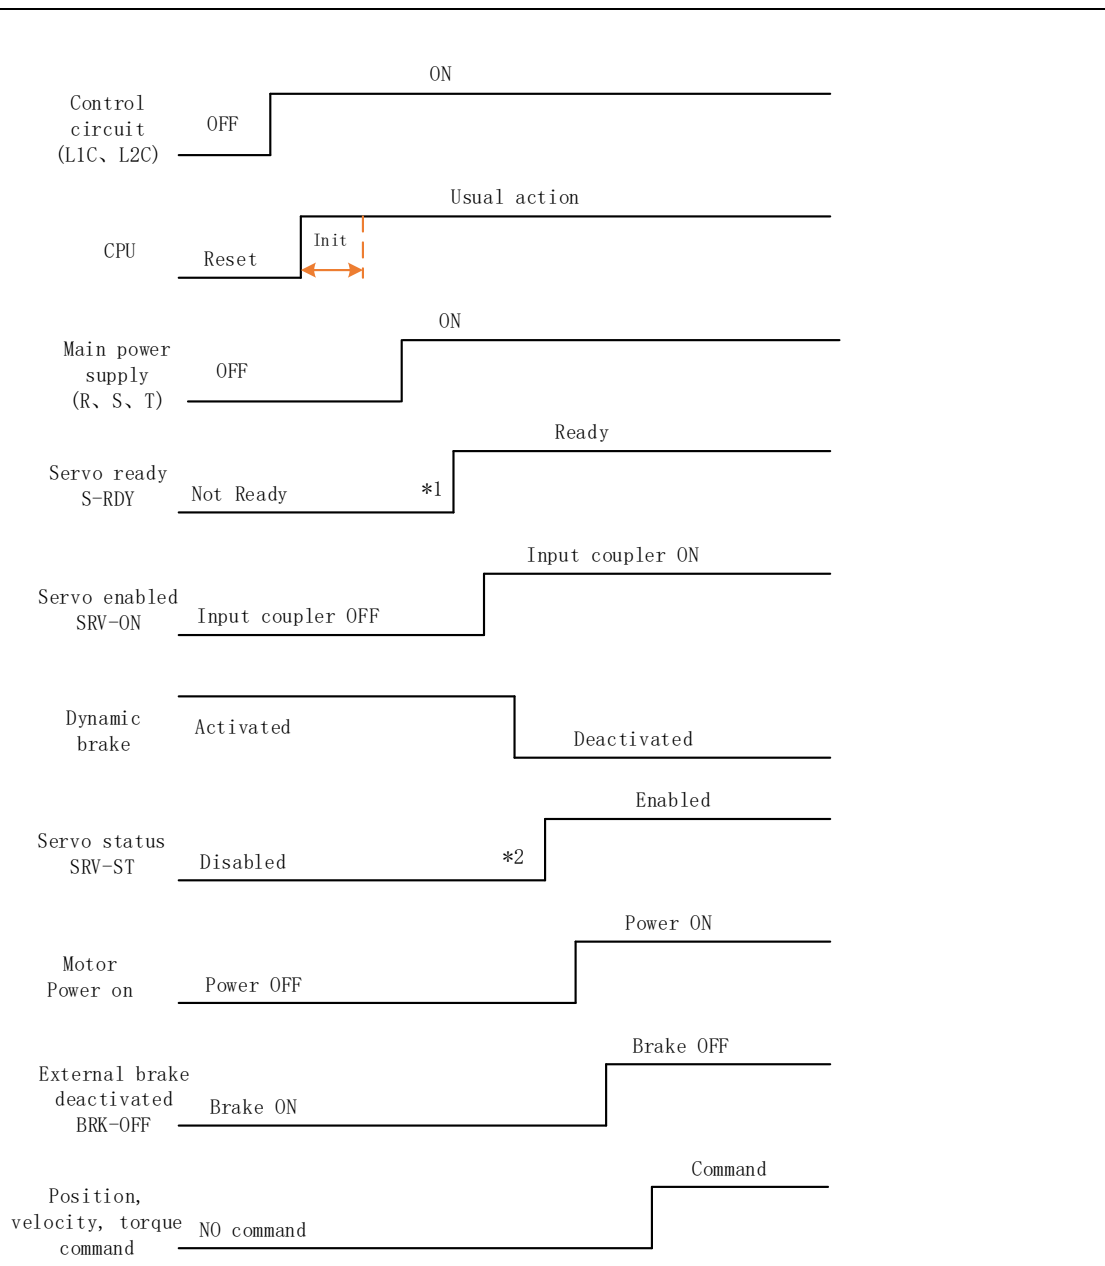 ON
Control
circuit
(L1C、L2C)
OFF
Usual action
CPU
Reset
Init
ON
Main power
supply
(R、S、T)
OFF
Ready
Servo ready
S-RDY
Not Ready
*1
Input coupler ON
Servo enabled
SRV-ON
Input coupler OFF
Dynamic
brake
Activated
Deactivated
Enabled
Servo status
SRV-ST
Disabled
*2
Power ON
Motor
Power on
Power OFF
Brake OFF
External brake
deactivated
BRK-OFF
Brake ON
Command
Position,
velocity, torque
command
NO command